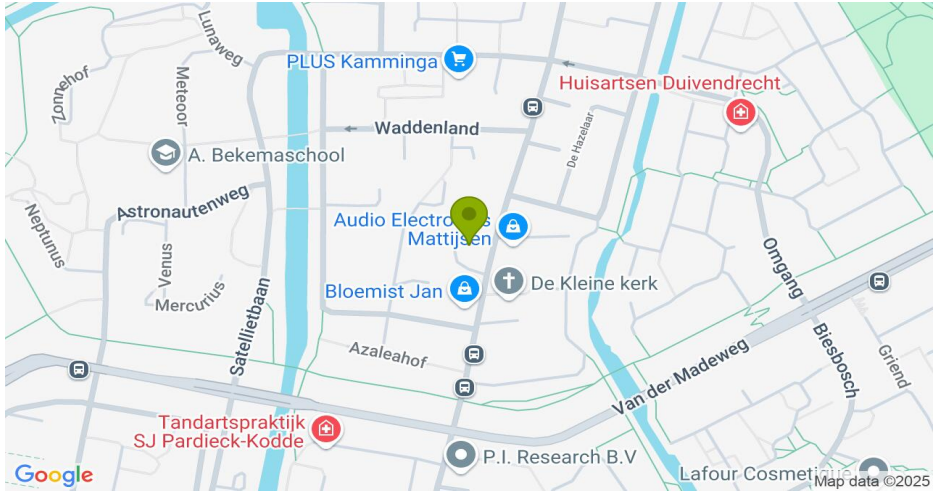 Lunaweg
Zonnehof
Meteoor
PLUS Kamminga
Huisartsen Duivendrecht
Waddenland
De Hazelaar
A. Bekemaschool
Astronautenweg
Neptunus
Venus
Mercurius
Satellietbaan
Audio Electro s
Mattijsen
Bloemist Jan
De Kleine kerk
Omgang
Azaleahof
Van der Madeweg
Biesbosch
Griend
Tandartspraktijk
SJ Pardieck-Kodde
P.I. Research B.V
Lafour Cosmetique
Google
Map data ©2025